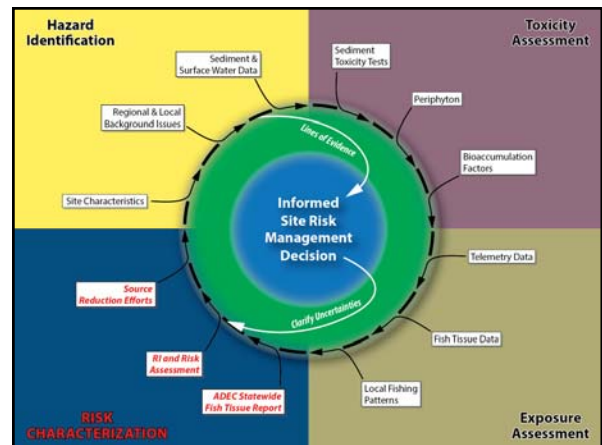 Hazard
Identification
Toxicity
Assessment
Sediment &
Surface Water Data
Sediment
Toxicity Tests
Regional & Local
Background Issues
Periphyton
Lines of Evidence
Bioaccumulation
Factors
Site Characteristics
Informed
Site Risk
Management
Decision
Telemetry Data
Source
Reduction Efforts
Clarify Uncertainties
Fish Tissue Data
RI and Risk
Assessment
Local Fishing
Patterns
ADEC Statewide
Fish Tissue Report
RISK
CHARACTERIZATION
Exposure
Assessment